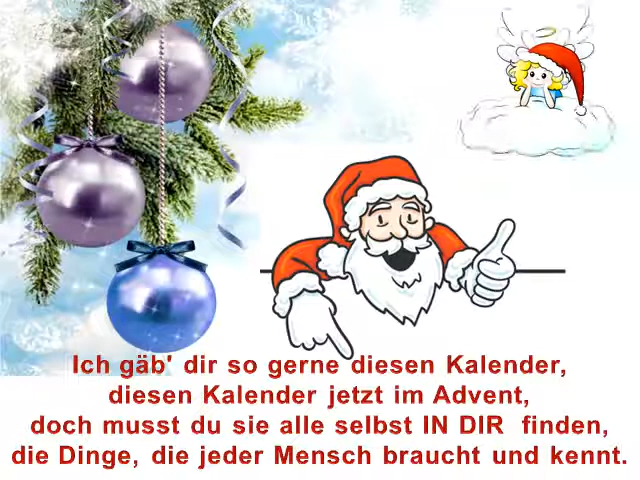 Ich gäb' dir so gerne diesen Kalender,
diesen Kalender jetzt im Advent,
doch musst du sie alle selbst IN DIR finden,
die Dinge, die jeder Mensch braucht und kennt.